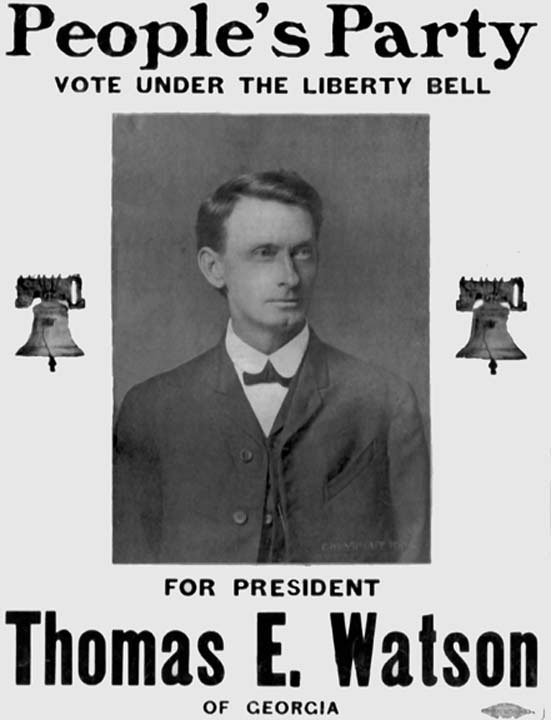 People's Party
VOTE UNDER THE LIBERTY BELL
FOR PRESIDENT
Thomas E. Watson
OF GEORGIA